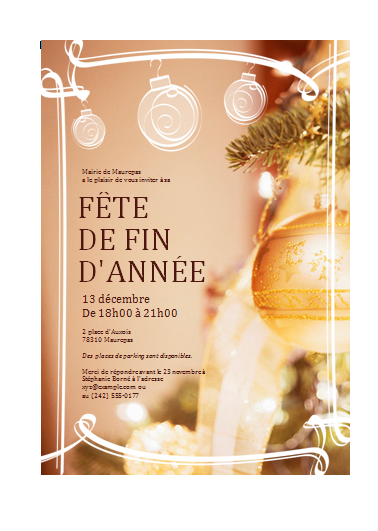 Mairie de Maurepas
a le plaisir de vous inviter à sa
FÊTE
DE FIN
D'ANNÉE
13 décembre
De 18h00 à 21h00
2 place d'Auxois
78310 Maurepas
Des places de parking sont disponibles.
Merci de répondre avant le 23 novembre à
Stéphanie Borné à l'adresse
xyz@example.com ou
au (242) 555-0177